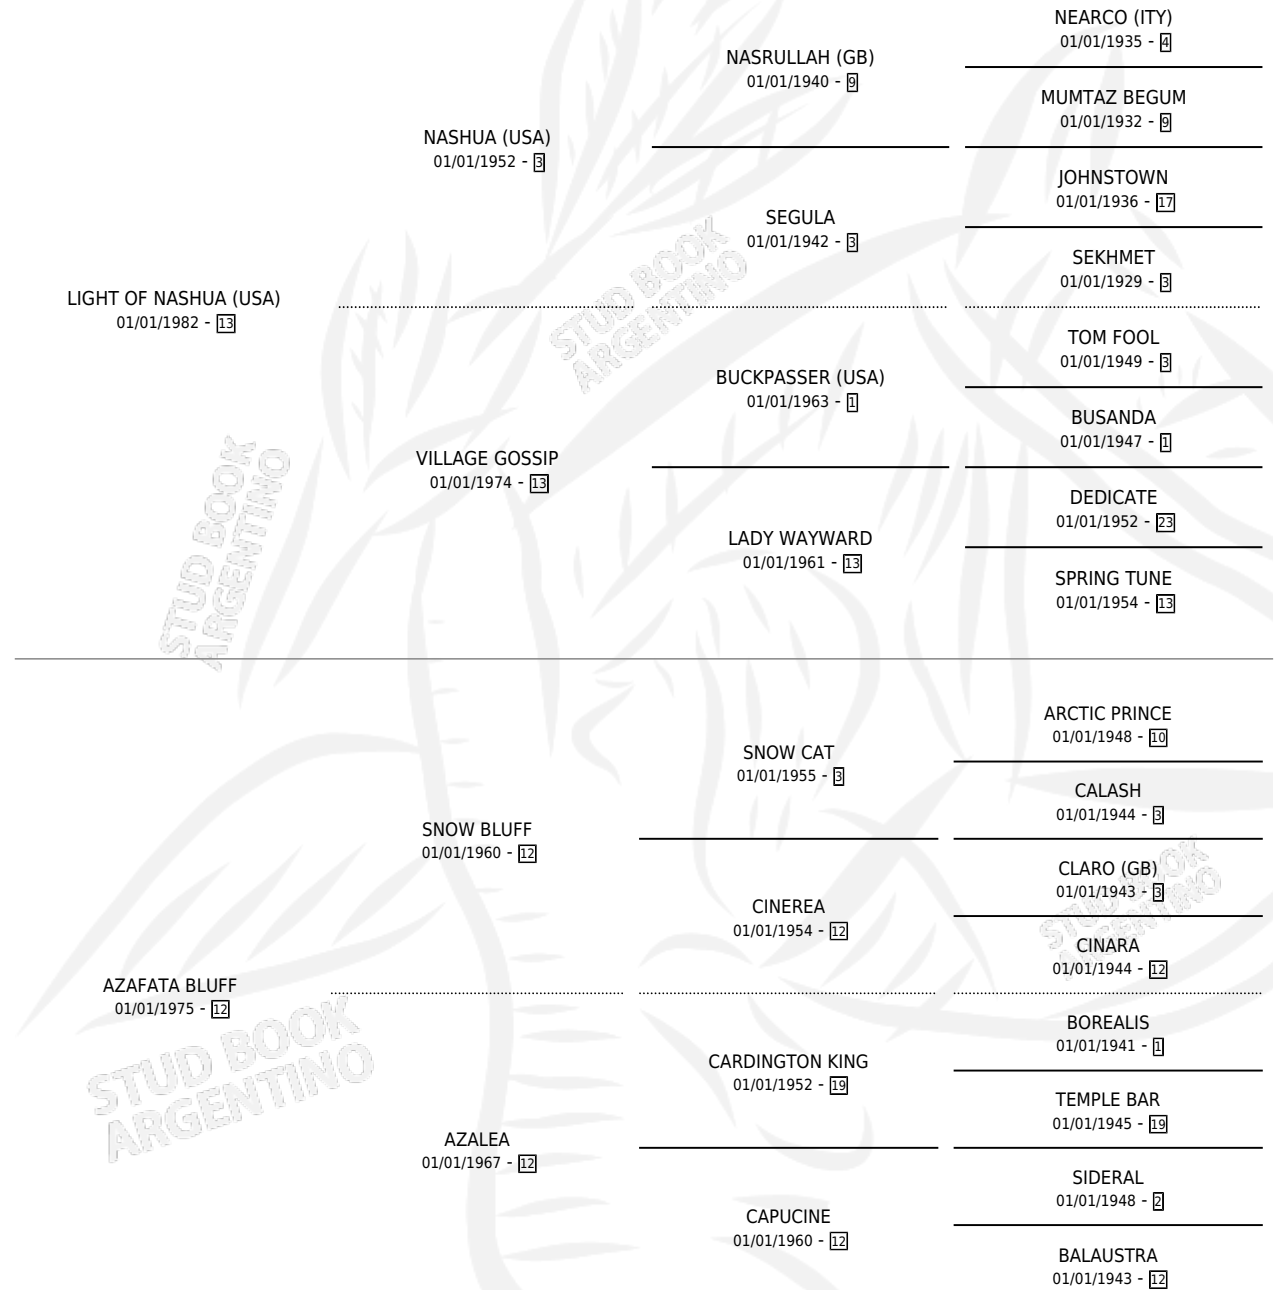 NEARCO (ITY)
01/01/1935 - 4
NASRULLAH (GB)
01/01/1940 - 9
MUMTAZ BEGUM
01/01/1932 - 9
NASHUA (USA)
01/01/1952 - 3
JOHNSTOWN
01/01/1936 - 17
SEGULA
01/01/1942 - 3
SEKHMET
01/01/1929 - 3
LIGHT OF NASHUA (USA)
01/01/1982 - 13
STUD BOOK
ARGENTINO
TOM FOOL
01/01/1949 - 3
BUCKPASSER (USA)
01/01/1963 - 1
BUSANDA
01/01/1947 - 1
VILLAGE GOSSIP
01/01/1974 - 13
DEDICATE
01/01/1952 - 23
LADY WAYWARD
01/01/1961 - 13
SPRING TUNE
01/01/1954 - 13
STUD BOOK
ARGENTINO
ARCTIC PRINCE
01/01/1948 - 10
SNOW CAT
01/01/1955 - 3
CALASH
01/01/1944 - 3
SNOW BLUFF
01/01/1960 - 12
CLARO (GB)
01/01/1943 - 3
CINEREA
01/01/1954 - 12
STUD BOOK
ARGENTINO
CINARA
01/01/1944 - 12
AZAFATA BLUFF
01/01/1975 - 12
BOREALIS
01/01/1941 - 1
CARDINGTON KING
01/01/1952 - 19
STUD BOOK
ARGENTINO
TEMPLE BAR
01/01/1945 - 19
AZALEA
01/01/1967 - 12
SIDERAL
01/01/1948 - 2
CAPUCINE
01/01/1960 - 12
BALAUSTRA
01/01/1943 - 12